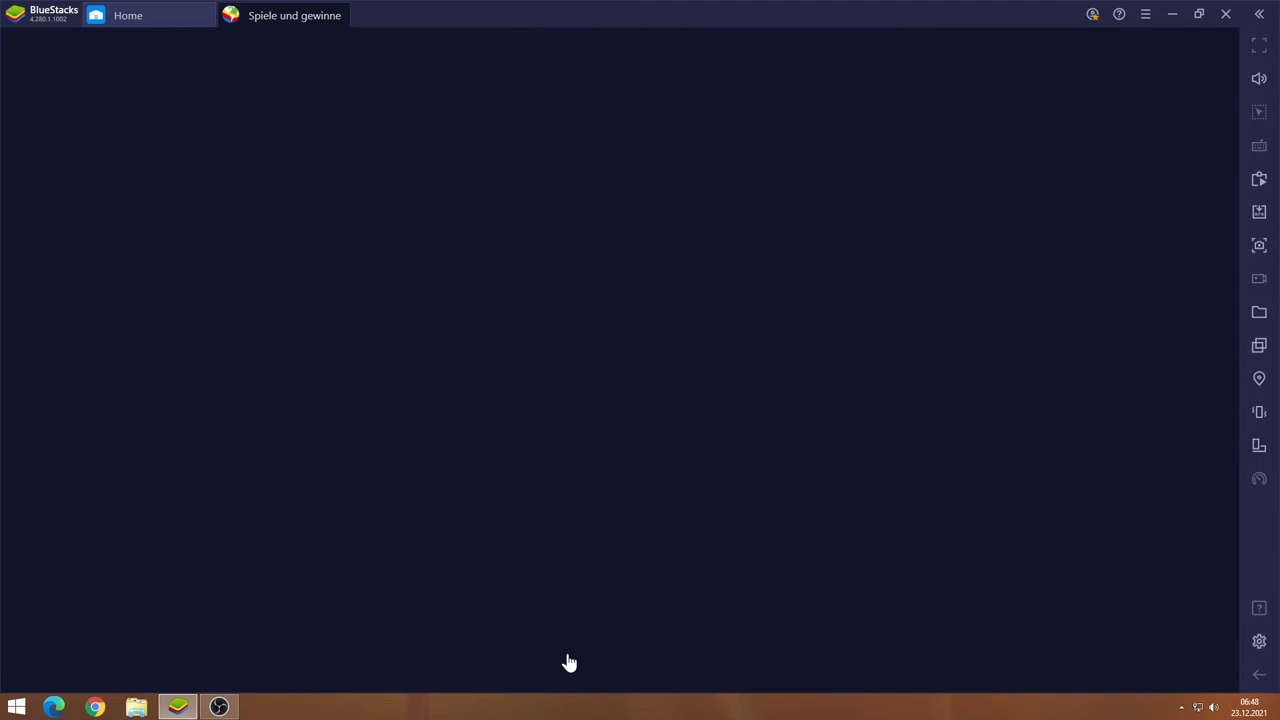 BlueStacks
4.280.1.1002
Home
Spiele und gewinne
06:48
23.12.2021